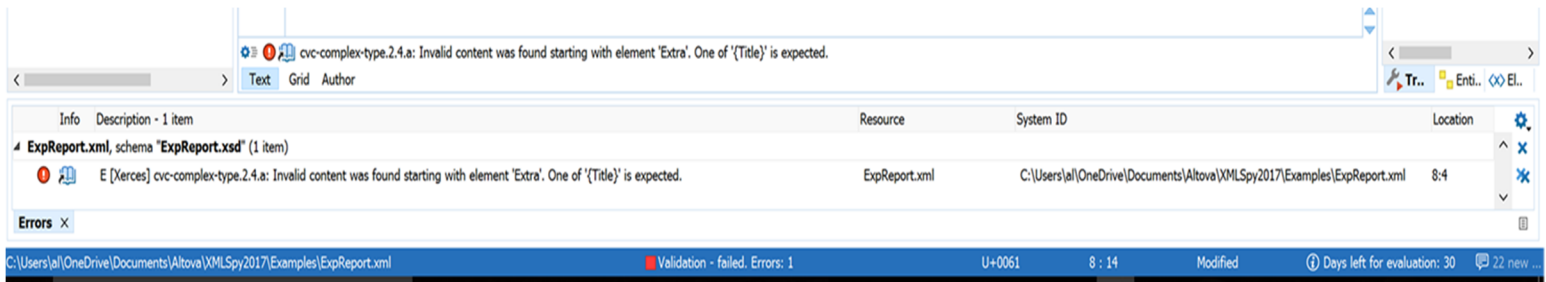 cvc-complex-type.2.4.a: Invalid content was found starting with element 'Extra'. One of '{Title}' is expected.
Text Grid Author
Tr.. Enti.. El..
Info Description - 1 item Resource System ID Location
ExpReport.xml, schema "ExpReport.xsd" (1 item)
E [Xerces] cvc-complex-type.2.4.a: Invalid content was found starting with element 'Extra'. One of '{Title}' is expected. ExpReport.xml C:\Users\al\OneDrive\Documents\Altova\XMLSpy2017\Examples\ExpReport.xml 8:4
Errors X
C:\Users\al\OneDrive\Documents\Altova\XMLSpy2017\Examples\ExpReport.xml Validation - failed. Errors: 1 U+0061 8 : 14 Modified Days left for evaluation: 30 22 new ...